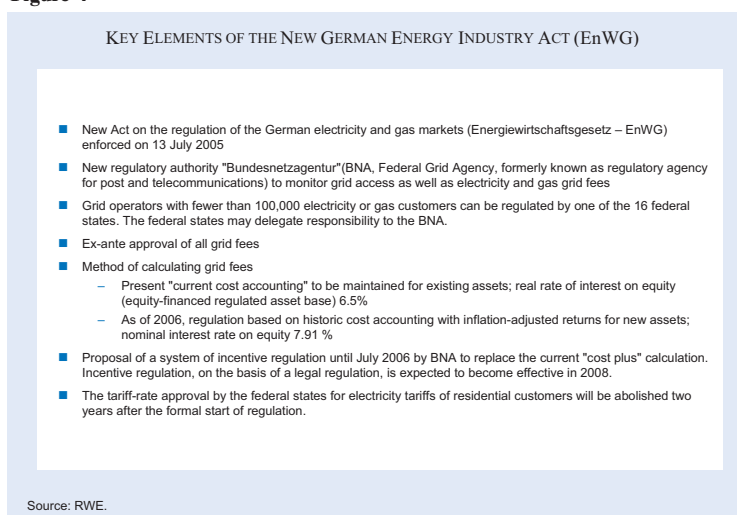 KEY ELEMENTS OF THE NEW GERMAN ENERGY INDUSTRY ACT (EnWG)
■ New Act on the regulation of the German electricity and gas markets (Energiewirtschaftsgesetz – EnWG)
enforced on 13 July 2005
■ New regulatory authority "Bundesnetzagentur"(BNA, Federal Grid Agency, formerly known as regulatory agency
for post and telecommunications) to monitor grid access as well as electricity and gas grid fees
■ Grid operators with fewer than 100,000 electricity or gas customers can be regulated by one of the 16 federal
states. The federal states may delegate responsibility to the BNA.
■ Ex-ante approval of all grid fees
■ Method of calculating grid fees
– Present "current cost accounting" to be maintained for existing assets; real rate of interest on equity
(equity-financed regulated asset base) 6.5%
– As of 2006, regulation based on historic cost accounting with inflation-adjusted returns for new assets;
nominal interest rate on equity 7.91 %
■ Proposal of a system of incentive regulation until July 2006 by BNA to replace the current "cost plus" calculation.
Incentive regulation, on the basis of a legal regulation, is expected to become effective in 2008.
■ The tariff-rate approval by the federal states for electricity tariffs of residential customers will be abolished two
years after the formal start of regulation.
Source: RWE.